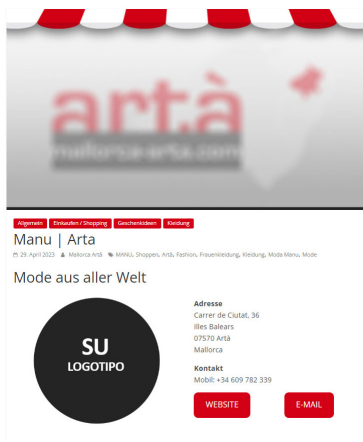 artà
mallorca-arta.com
Allgemein Einkaufen / Shopping Geschenkideen Kleidung
Manu | Arta
29. April 2023 Mallorca Artà MANU, Shoppen, Artà, Fashion, Frauenkleidung, Kleidung, Moda Manu, Mode
Mode aus aller Welt
SU
LOGOTIPO
Adresse
Carrer de Ciutat, 36
Illes Balears
07570 Artà
Mallorca
Kontakt
Mobil: +34 609 782 339
WEBSITE E-MAIL